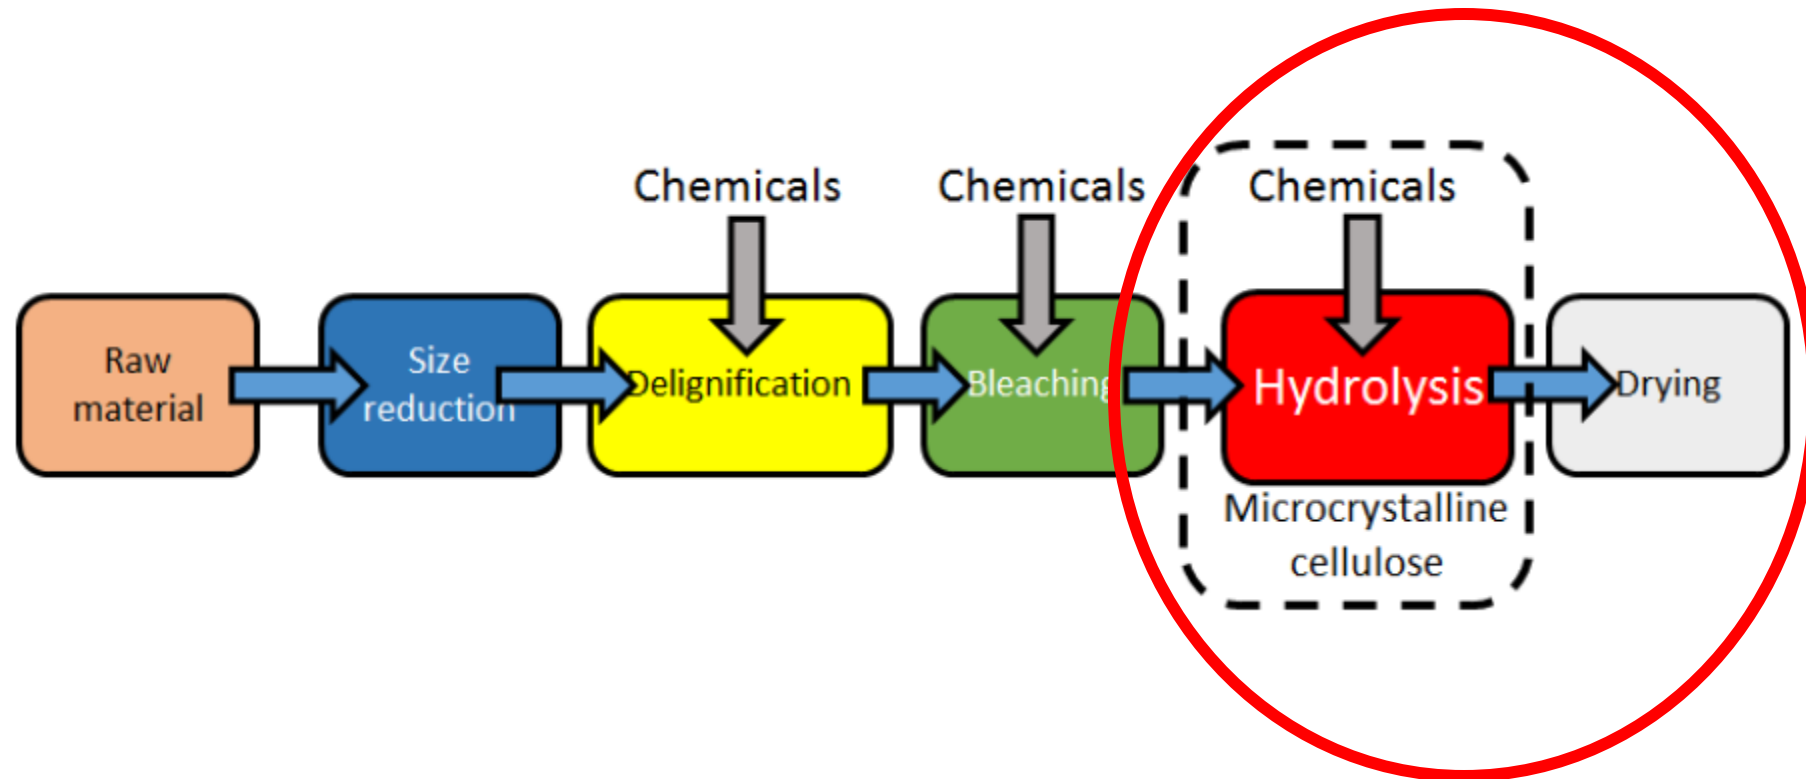 Chemicals
Chemicals
Chemicals
Raw
material
Size
reduction
Delignification
Bleaching
Hydrolysis
Drying
Microcrystalline
cellulose